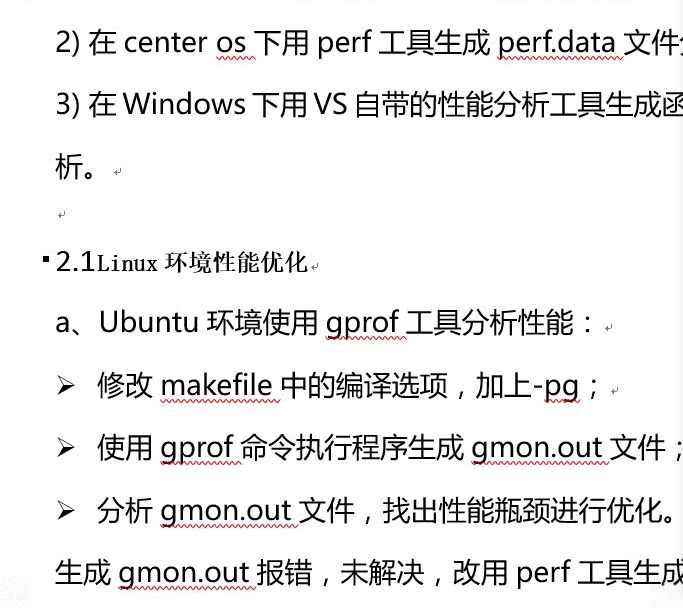 2) 在 center os 下用 perf 工具生成 perf.data 文件
3) 在 Windows 下用 VS 自带的性能分析工具生成函
析。
2.1Linux 环境性能优化
a、Ubuntu 环境使用 gprof 工具分析性能：
➢ 修改 makefile 中的编译选项，加上-pg；
➢ 使用 gprof 命令执行程序生成 gmon.out 文件；
➢ 分析 gmon.out 文件，找出性能瓶颈进行优化。
生成 gmon.out 报错，未解决，改用 perf 工具生成